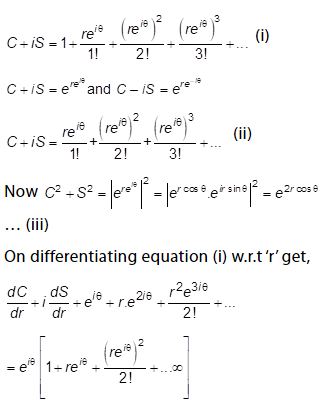 C + iS = 1 + re^{iθ}/1! + (re^{iθ})^2/2! + (re^{iθ})^3/3! + ... (i)
C + iS = e^{re^{iθ}} and C – iS = e^{re^{-iθ}}
C + iS = re^{iθ}/1! + (re^{iθ})^2/2! + (re^{iθ})^3/3! + ... (ii)
Now C² + S² = |e^{re^{iθ}}|² = |e^{r cos θ}.e^{ir sin θ}|² = e^{2r cos θ}
... (iii)
On differentiating equation (i) w.r.t 'r' get,
dC/dr + i dS/dr + e^{iθ} + r.e^{2iθ} + r²e^{3iθ}/2! + ...
= e^{iθ} [1 + re^{iθ} + (re^{iθ})^2/2! + ...∞]